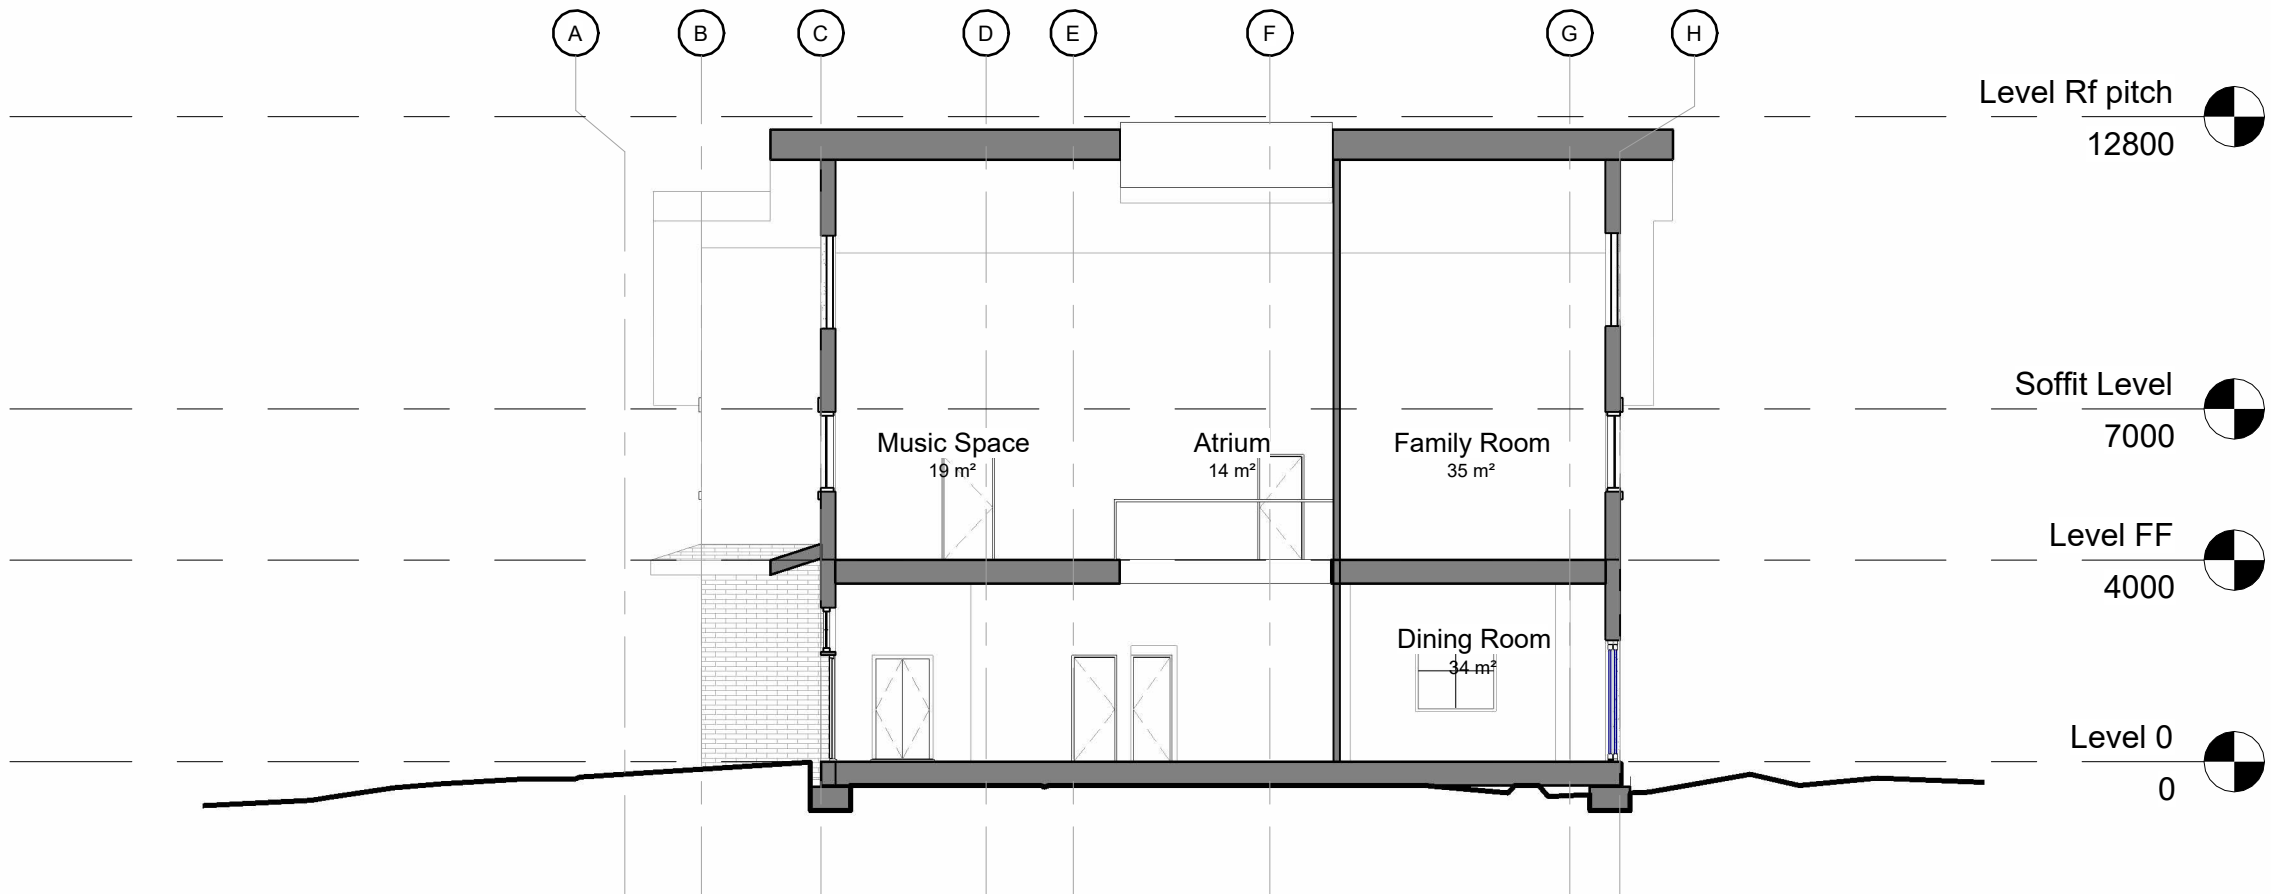 A B C D E F G H
Level Rf pitch
12800
Soffit Level
7000
Music Space
19 m²
Atrium
14 m²
Family Room
35 m²
Level FF
4000
Dining Room
34 m²
Level 0
0